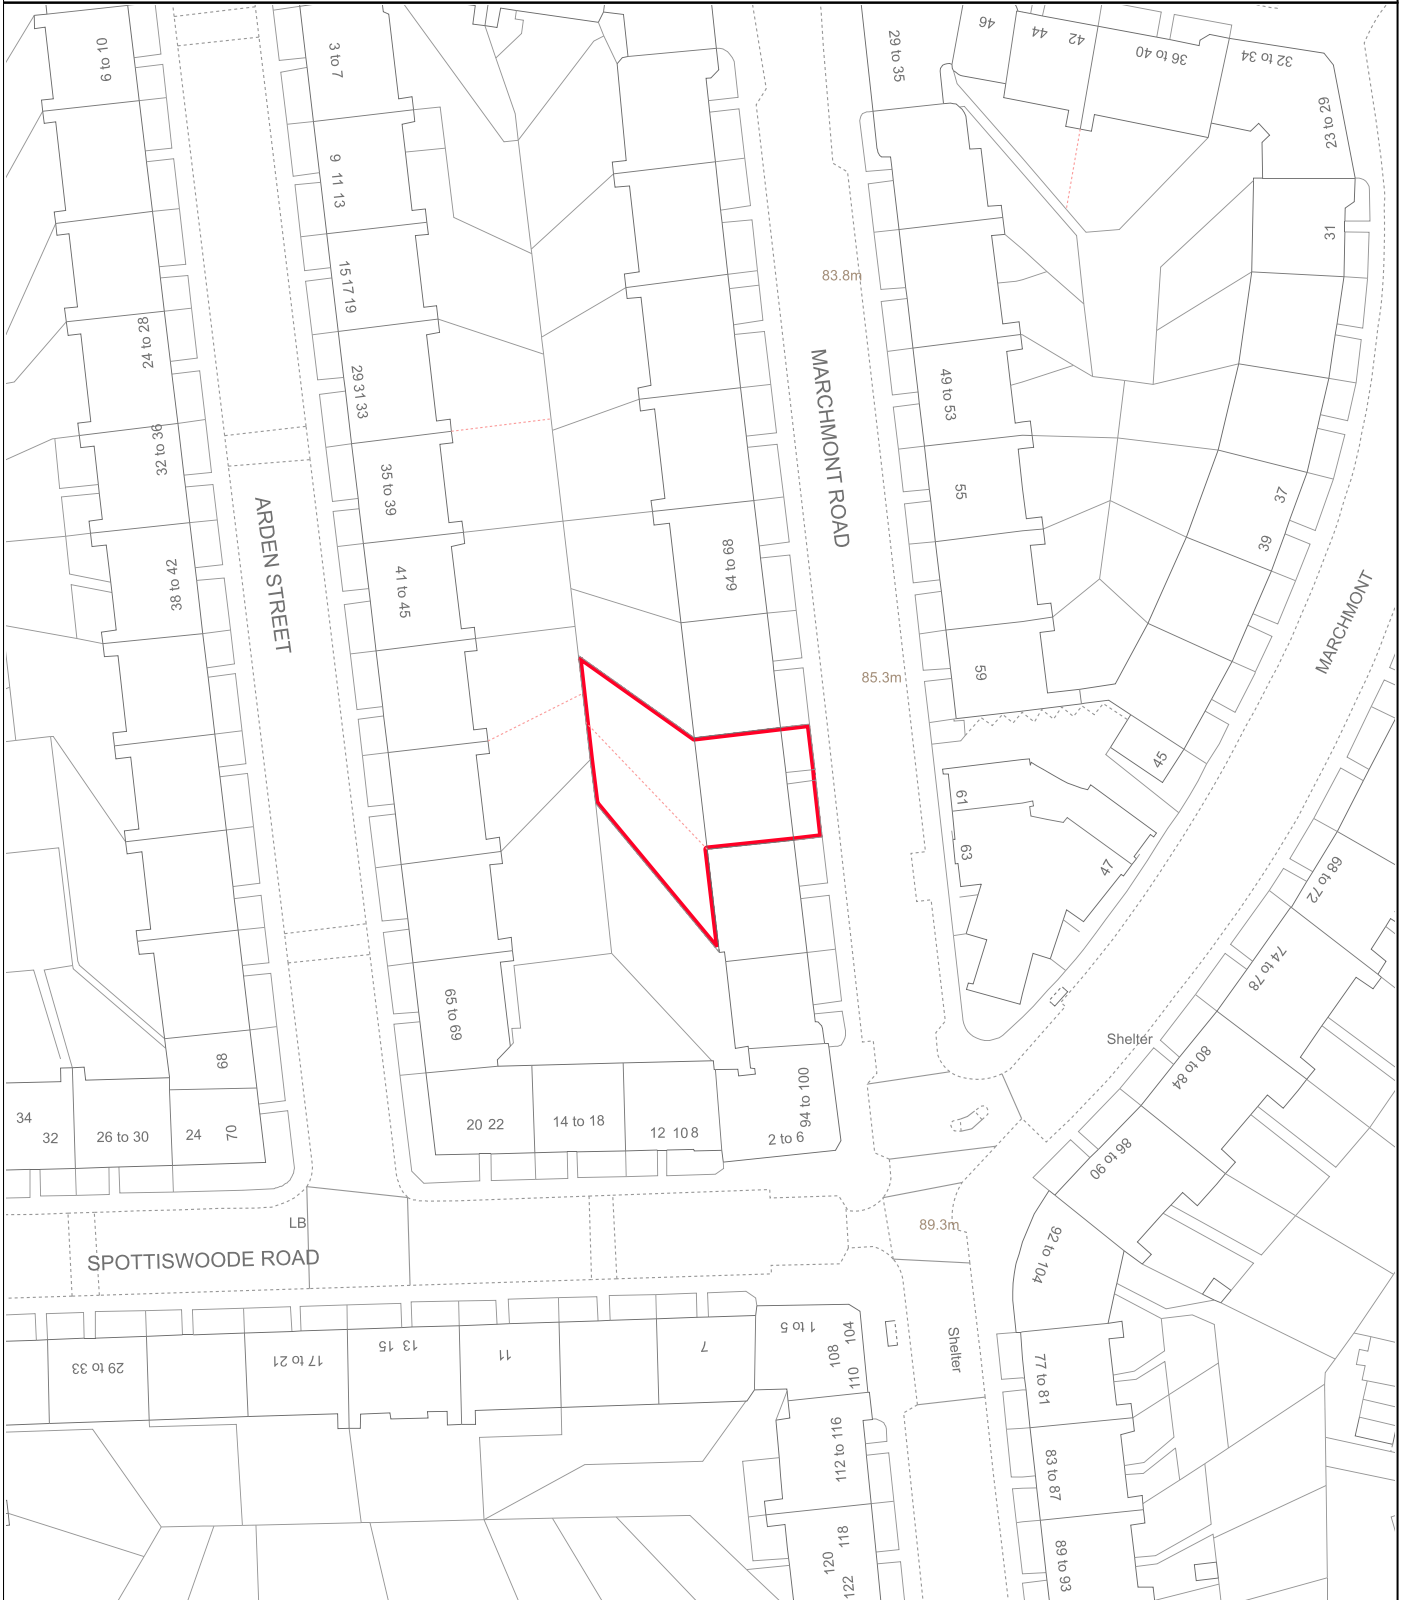 6 to 10
3 to 7
29 to 35
46
44
42
36 to 40
32 to 34
23 to 29
9 11 13
31
15 17 19
83.8m
24 to 28
29 31 33
MARCHMONT ROAD
49 to 53
32 to 36
35 to 39
55
37
39
ARDEN STREET
38 to 42
41 to 45
64 to 68
MARCHMONT
85.3m
59
45
61
63
47
68 to 72
74 to 78
65 to 69
Shelter
80 to 84
68
34
32
26 to 30
24
70
20 22
14 to 18
12 10 8
2 to 6
94 to 100
86 to 90
LB
89.3m
SPOTTISWOODE ROAD
92 to 104
29 to 33
17 to 21
13 15
11
7
1 to 5
104
108
110
Shelter
77 to 81
112 to 116
83 to 87
118
120
122
89 to 93